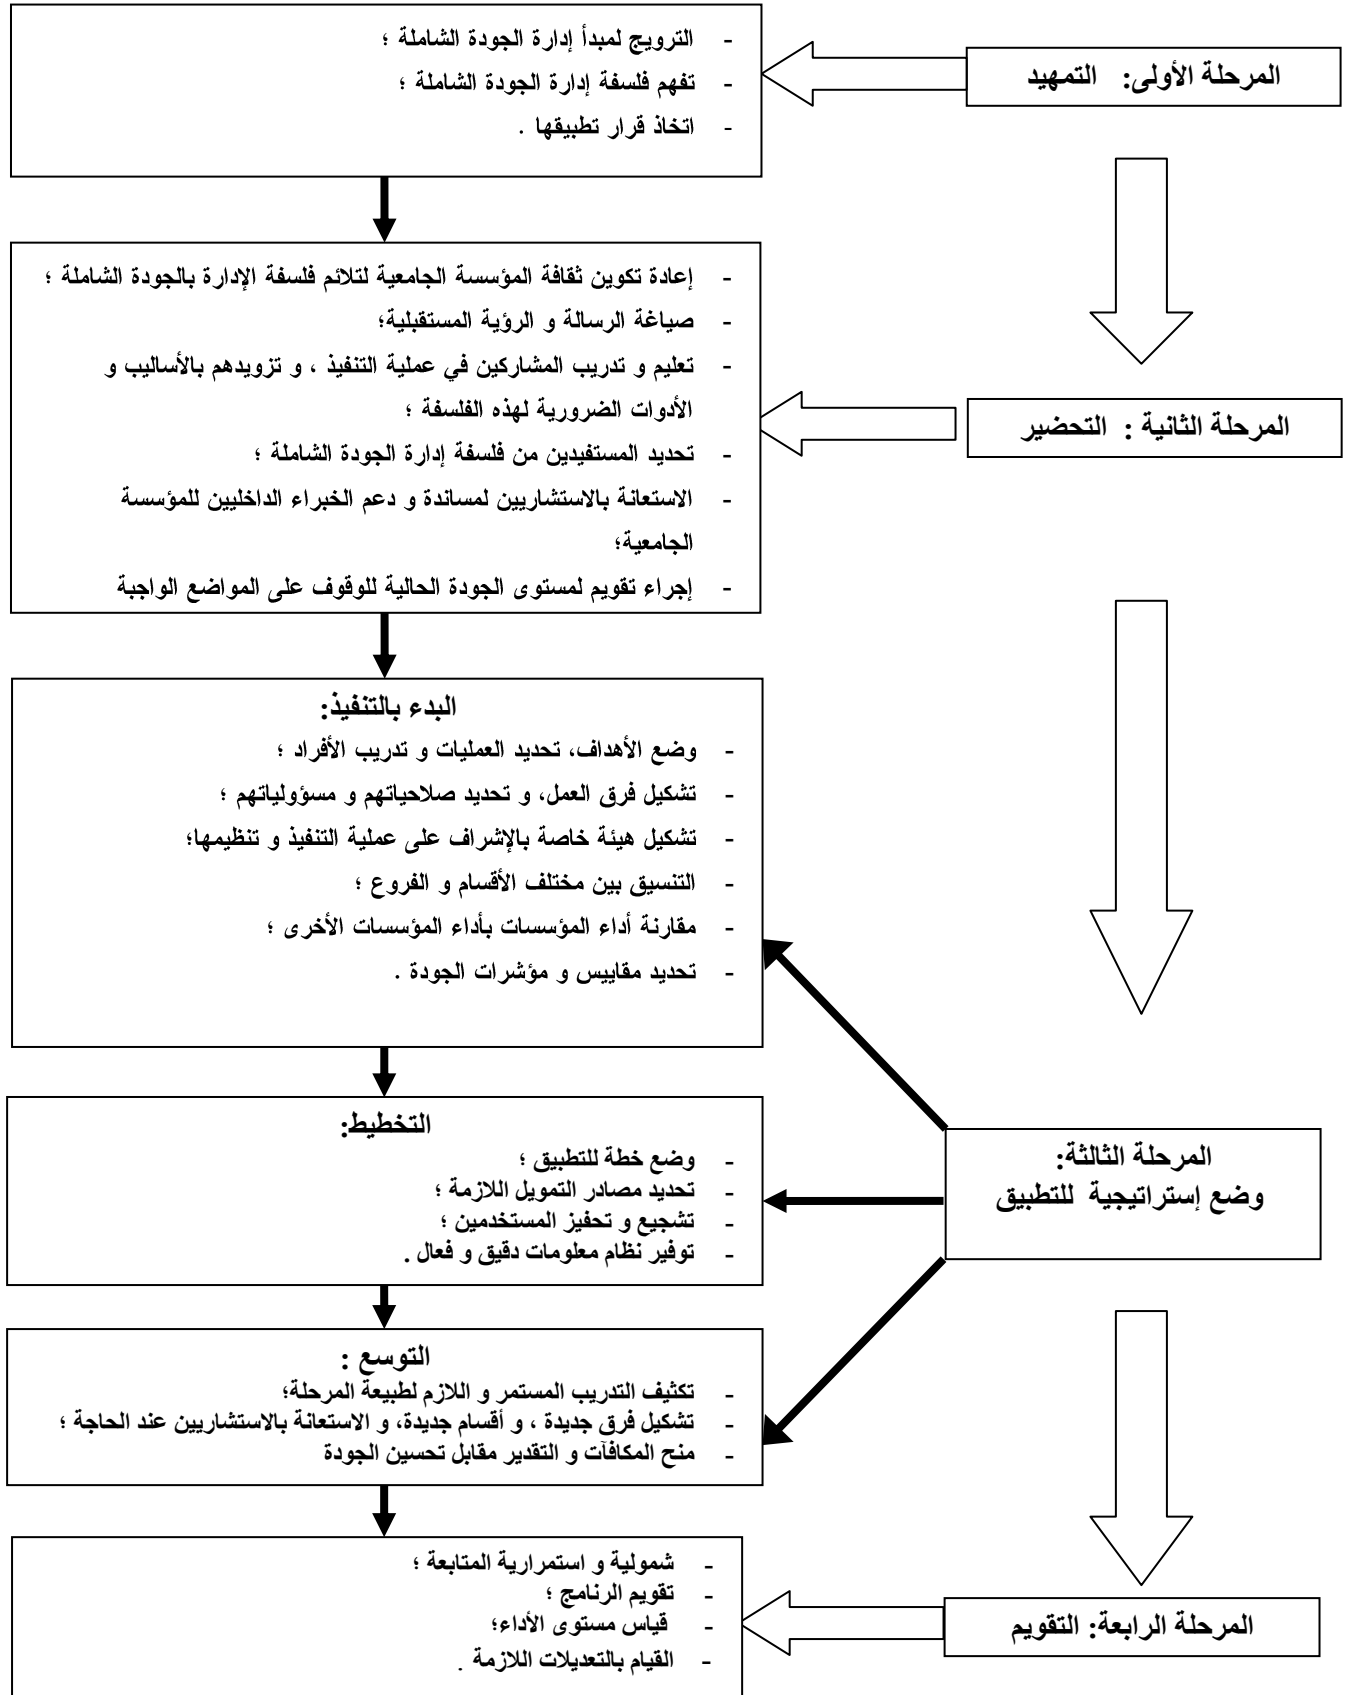 المرحلة الأولى: التمهيد
- الترويج لمبدأ إدارة الجودة الشاملة ؛
- تفهم فلسفة إدارة الجودة الشاملة ؛
- اتخاذ قرار تطبيقها .
المرحلة الثانية : التحضير
- إعادة تكوين ثقافة المؤسسة الجامعية لتلائم فلسفة الإدارة بالجودة الشاملة ؛
- صياغة الرسالة و الرؤية المستقبلية؛
- تعليم و تدريب المشاركين في عملية التنفيذ ، و تزويدهم بالأساليب و
الأدوات الضرورية لهذه الفلسفة ؛
- تحديد المستفيدين من فلسفة إدارة الجودة الشاملة ؛
- الاستعانة بالاستشاريين لمساندة و دعم الخبراء الداخليين للمؤسسة
الجامعية؛
- إجراء تقويم لمستوى الجودة الحالية للوقوف على المواضع الواجبة
المرحلة الثالثة:
وضع إستراتيجية للتطبيق
البدء بالتنفيذ:
- وضع الأهداف، تحديد العمليات و تدريب الأفراد ؛
- تشكيل فرق العمل، و تحديد صلاحياتهم و مسؤولياتهم ؛
- تشكيل هيئة خاصة بالإشراف على عملية التنفيذ و تنظيمها؛
- التنسيق بين مختلف الأقسام و الفروع ؛
- مقارنة أداء المؤسسات بأداء المؤسسات الأخرى ؛
- تحديد مقاييس و مؤشرات الجودة .
التخطيط:
- وضع خطة للتطبيق ؛
- تحديد مصادر التمويل اللازمة ؛
- تشجيع و تحفيز المستخدمين ؛
- توفير نظام معلومات دقيق و فعال .
التوسع :
- تكثيف التدريب المستمر و اللازم لطبيعة المرحلة؛
- تشكيل فرق جديدة ، و أقسام جديدة، و الاستعانة بالاستشاريين عند الحاجة ؛
- منح المكافآت و التقدير مقابل تحسين الجودة
المرحلة الرابعة: التقويم
- شمولية و استمرارية المتابعة ؛
- تقويم الرنامج ؛
- قياس مستوى الأداء؛
- القيام بالتعديلات اللازمة .